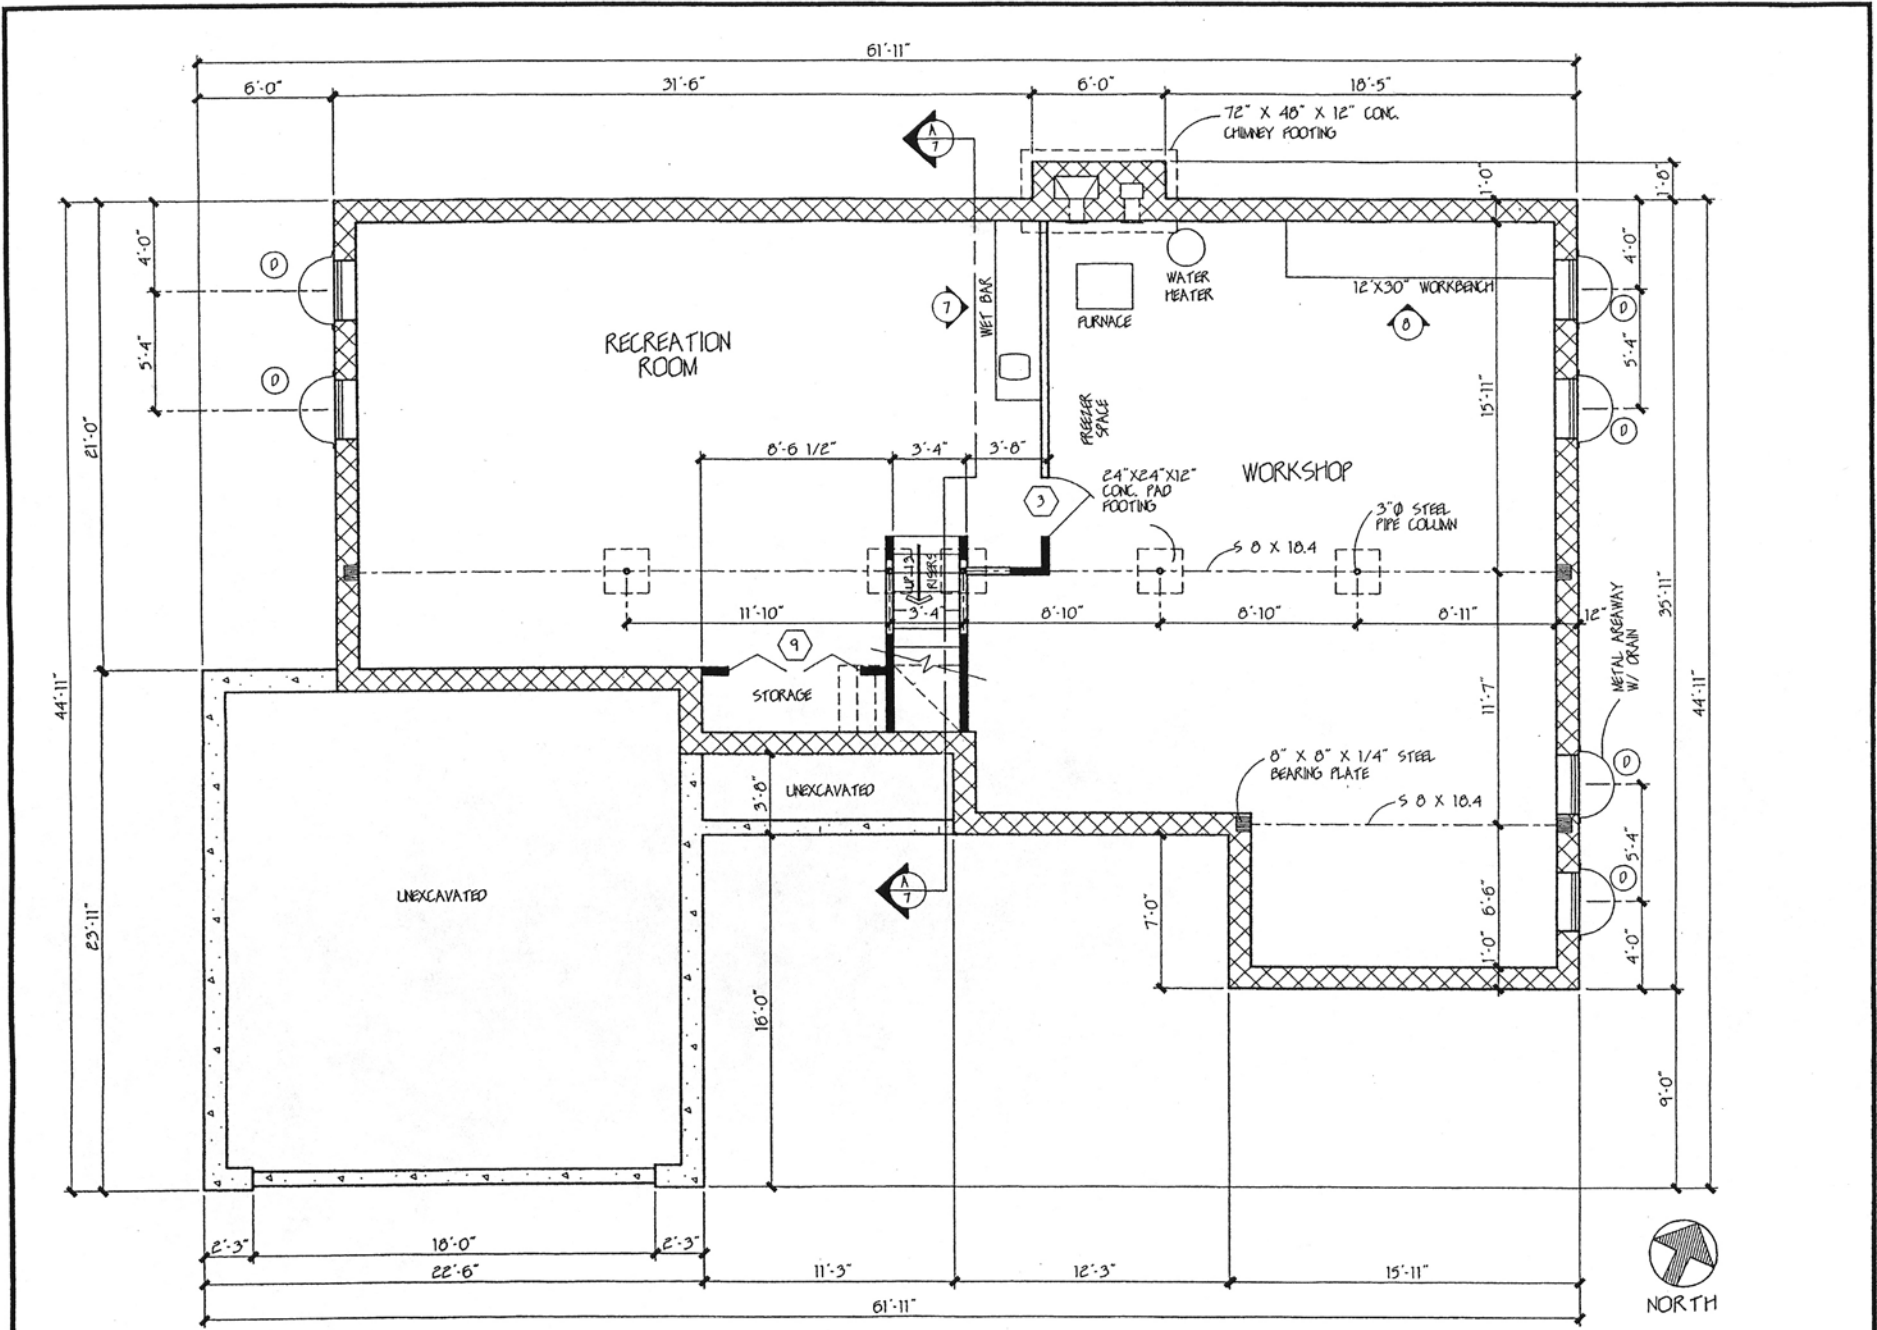 61'-11"
6'-0"
31'-6"
6'-0"
18'-5"
72" X 48" X 12" CONC.
CHIMNEY FOOTING
A
7
1'-0"
1'-8"
4'-0"
D
5'-4"
D
21'-0"
44'-11"
RECREATION
ROOM
7
WET BAR
FURNACE
WATER
HEATER
12'X30" WORKBENCH
8
4'-0"
D
5'-4"
D
15'-11"
FREEZER
SPACE
8'-6 1/2"
3'-4"
3'-8"
WORKSHOP
24"X24"X12"
CONC. PAD
FOOTING
3
3"Ø STEEL
PIPE COLUMN
S 8 X 18.4
UP 13
RISERS
11'-10"
3'-4"
8'-10"
8'-10"
8'-11"
12"
35'-11"
METAL AREAWAY
W/ DRAIN
9
STORAGE
11'-7"
44'-11"
8" X 8" X 1/4" STEEL
BEARING PLATE
D
3'-8"
UNEXCAVATED
S 8 X 18.4
5'-4"
UNEXCAVATED
A
7
D
23'-11"
7'-0"
6'-6"
1'-0"
4'-0"
16'-0"
9'-0"
2'-3"
18'-0"
2'-3"
22'-6"
11'-3"
12'-3"
15'-11"
61'-11"
NORTH